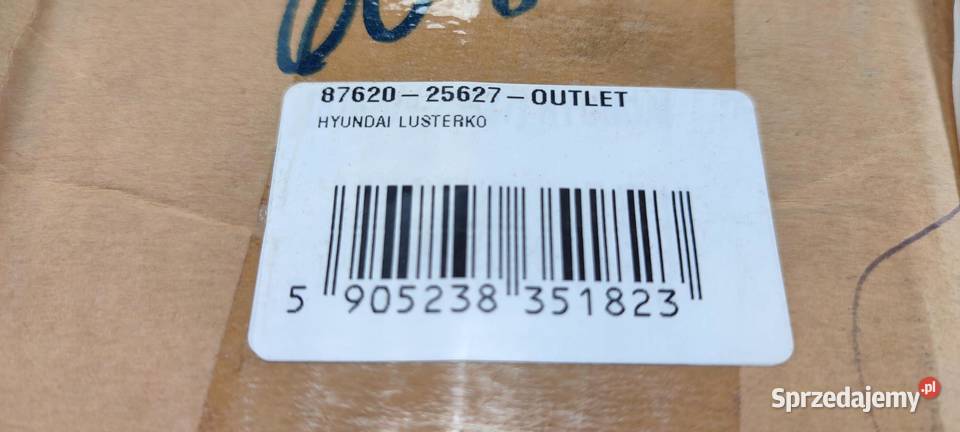 87620-25627-OUTLET
HYUNDAI LUSTERKO
5 905238 351823
Sprzedajemy.pl